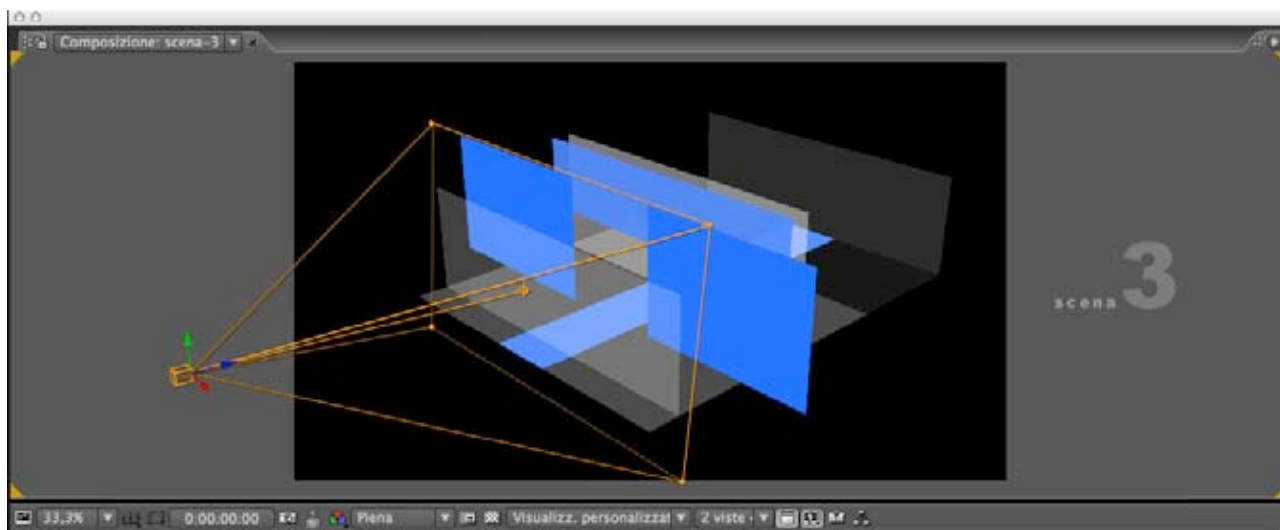 Composizione: scena-3
scena 3
33,3% 0:00:00:00 Piena Visualizz. personalizzat 2 viste